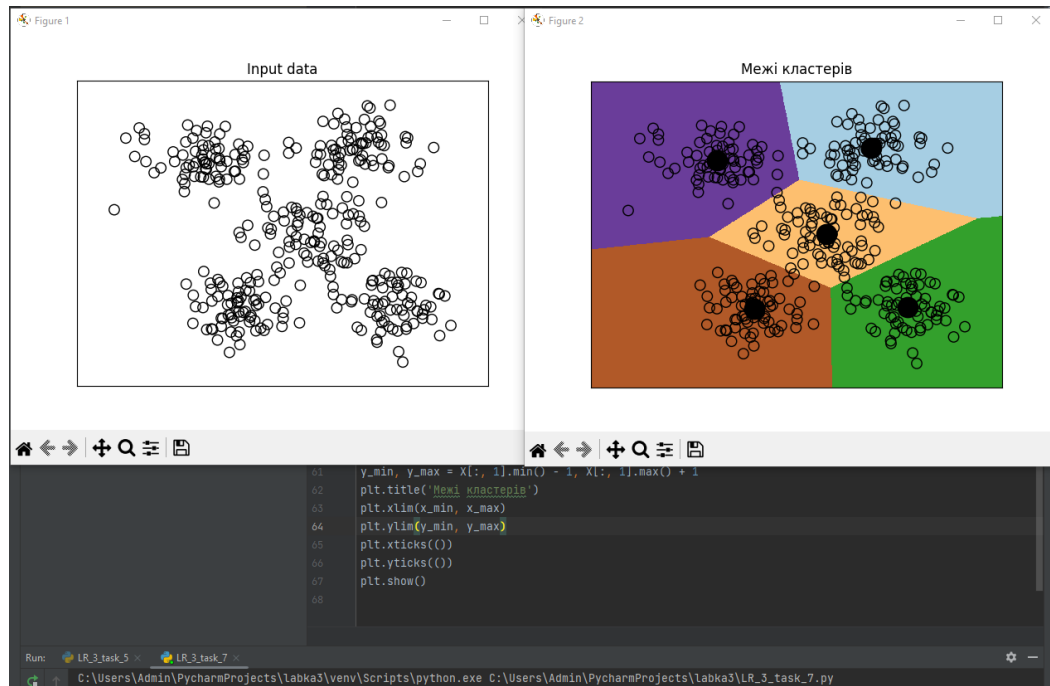 Figure 1
Figure 2
Input data
Межі кластерів
61 y_min, y_max = X[:, 1].min() - 1, X[:, 1].max() + 1
62 plt.title('Межі кластерів')
63 plt.xlim(x_min, x_max)
64 plt.ylim(y_min, y_max)
65 plt.xticks(())
66 plt.yticks(())
67 plt.show()
68
Run: LR_3_task_5 LR_3_task_7
C:\Users\Admin\PycharmProjects\labka3\venv\Scripts\python.exe C:\Users\Admin\PycharmProjects\labka3\LR_3_task_7.py